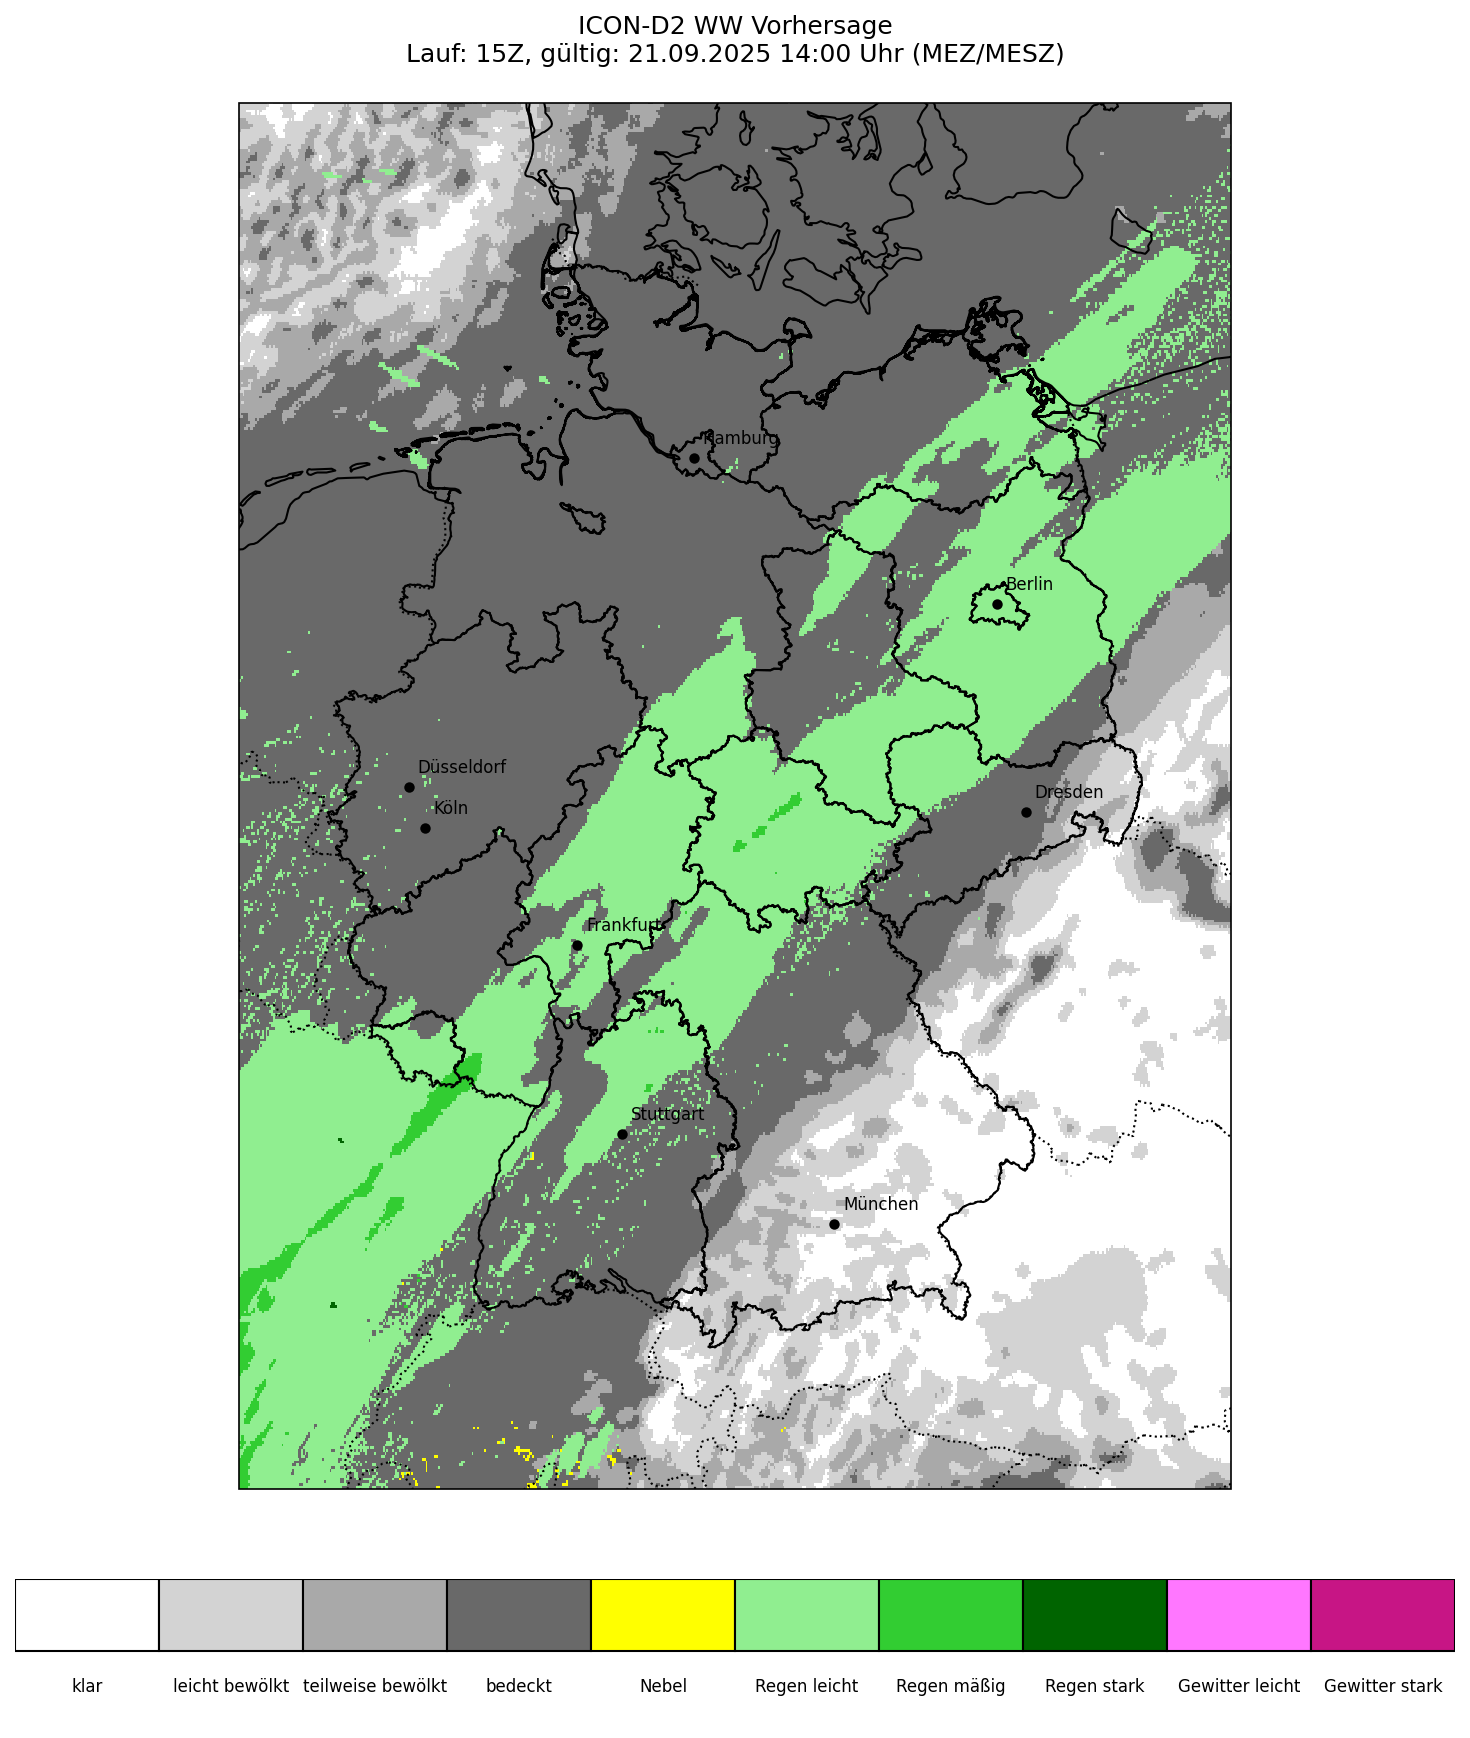 ICON-D2 WW Vorhersage
Lauf: 15Z, gültig: 21.09.2025 14:00 Uhr (MEZ/MESZ)
Hamburg
Berlin
Düsseldorf
Köln
Dresden
Frankfurt
Stuttgart
München
klar
leicht bewölkt
teilweise bewölkt
bedeckt
Nebel
Regen leicht
Regen mäßig
Regen stark
Gewitter leicht
Gewitter stark